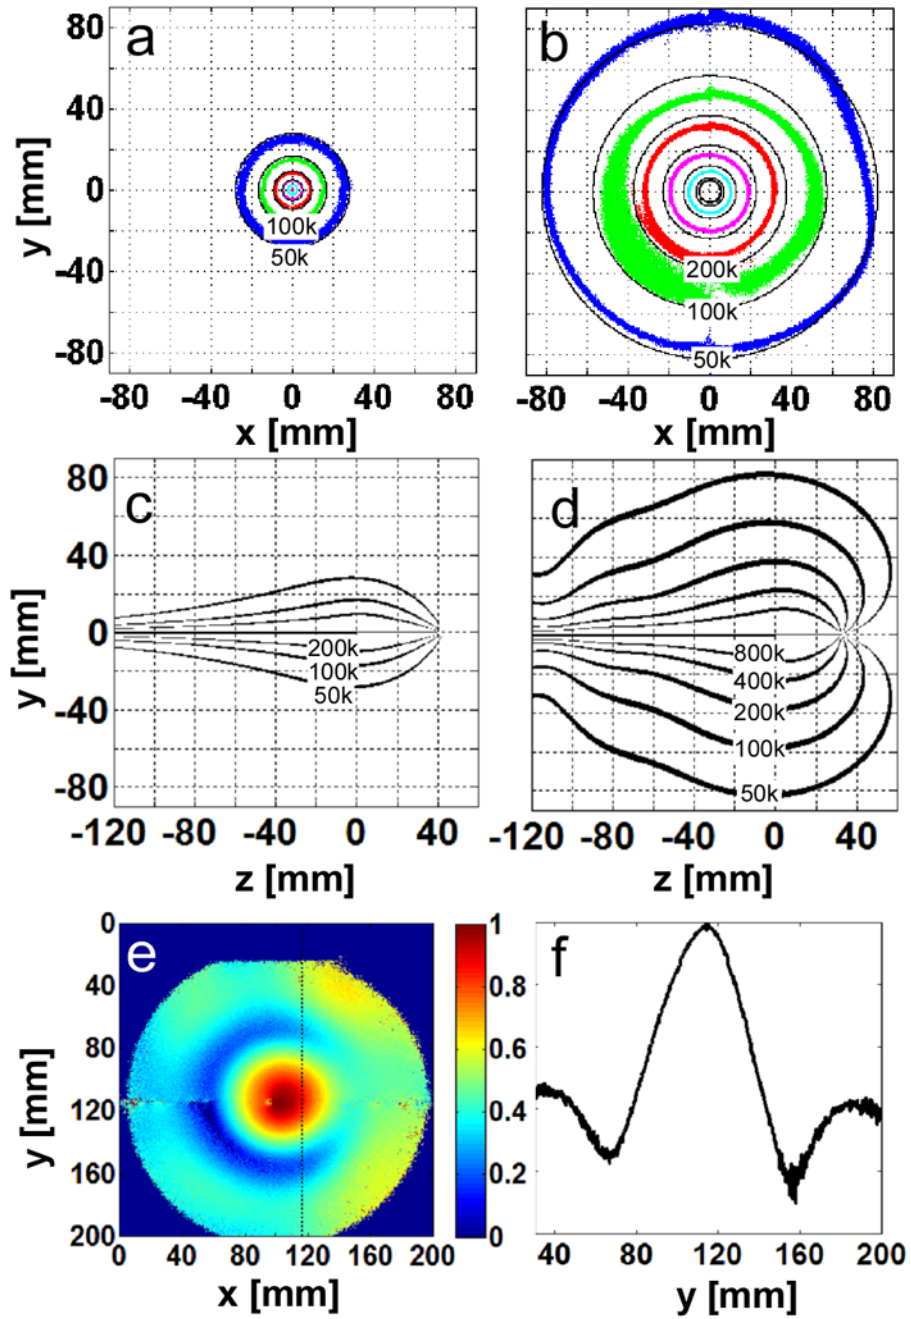 a
b
80
40
0
-40
-80
y [mm]
100k
50k
200k
100k
50k
-80 -40 0 40 80
-80 -40 0 40 80
x [mm]
x [mm]
c
d
80
40
0
-40
-80
y [mm]
200k
100k
50k
800k
400k
200k
100k
50k
-120 -80 -40 0 40
-120 -80 -40 0 40
z [mm]
z [mm]
e
f
0
40
80
120
160
200
y [mm]
1
0.8
0.6
0.4
0.2
0
0 40 80 120 160 200
40 80 120 160 200
x [mm]
y [mm]